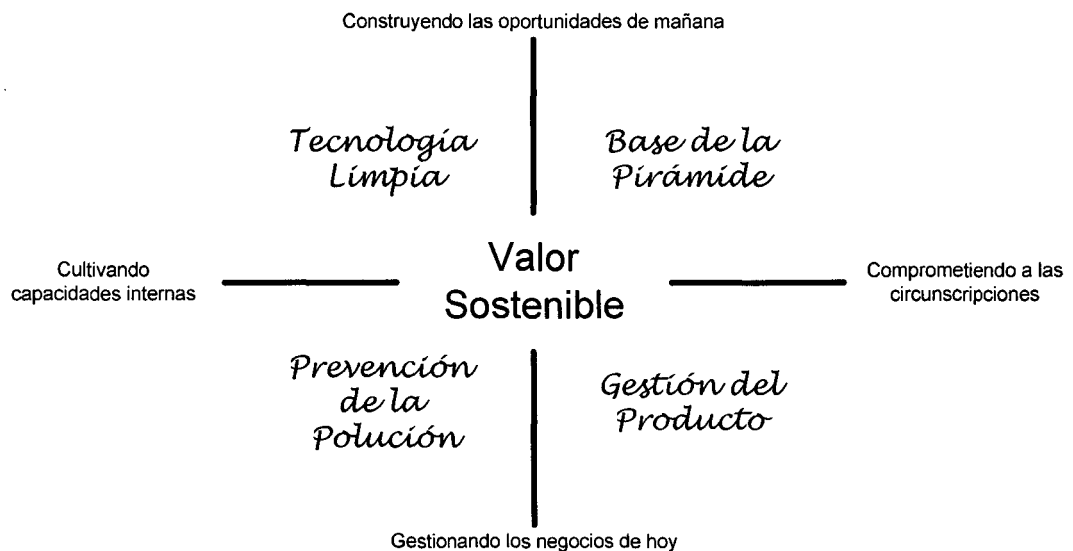 Construyendo las oportunidades de mañana
Tecnología
Limpia
Base de la
Pirámide
Cultivando
capacidades internas
Valor
Sostenible
Comprometiendo a las
circunscripciones
Prevención
de la
Polución
Gestión del
Producto
Gestionando los negocios de hoy